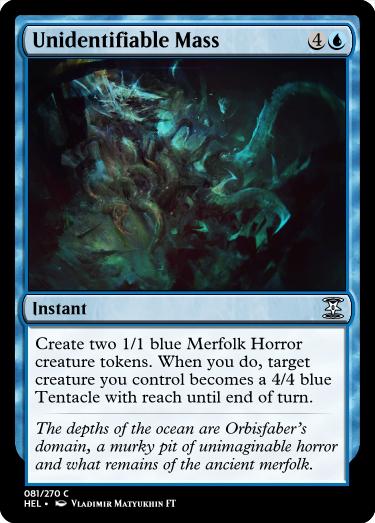 Unidentifiable Mass 4
Instant
Create two 1/1 blue Merfolk Horror
creature tokens. When you do, target
creature you control becomes a 4/4 blue
Tentacle with reach until end of turn.
The depths of the ocean are Orbisfaber's
domain, a murky pit of unimaginable horror
and what remains of the ancient merfolk.
081/270 C
HEL • Vladimir Matyukhin FT